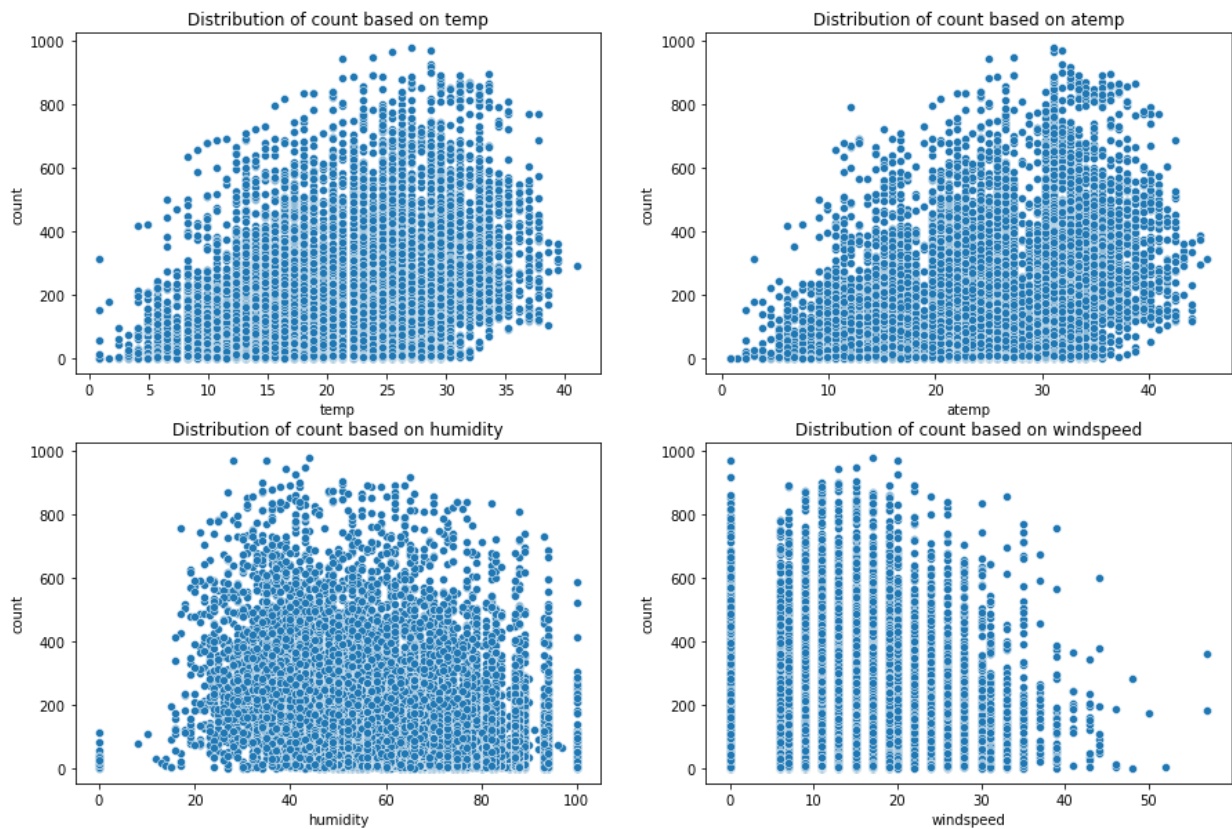 Distribution of count based on temp
1000
800
600
400
200
0
count
0 5 10 15 20 25 30 35 40
temp
Distribution of count based on atemp
1000
800
600
400
200
0
count
0 10 20 30 40
atemp
Distribution of count based on humidity
1000
800
600
400
200
0
count
0 20 40 60 80 100
humidity
Distribution of count based on windspeed
1000
800
600
400
200
0
count
0 10 20 30 40 50
windspeed